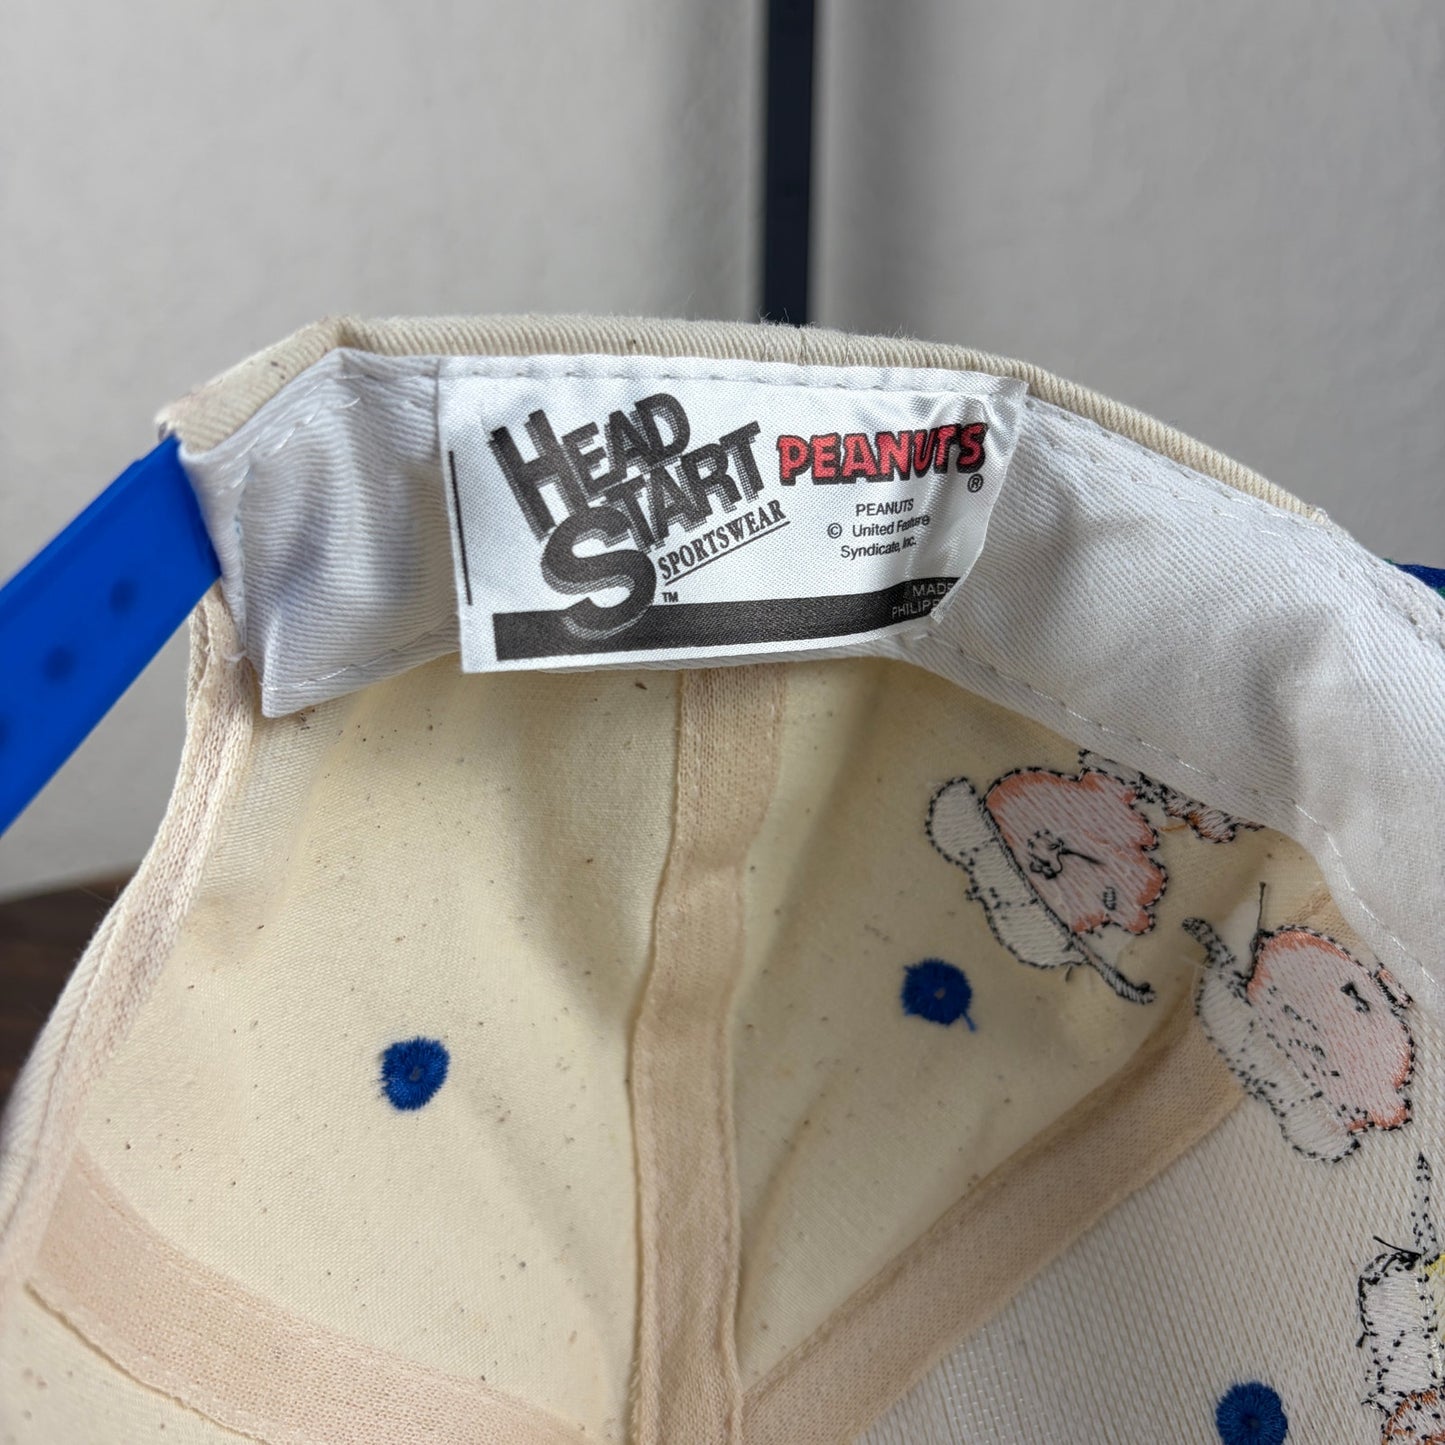 HEAD
START
SPORTSWEAR
S
™
PEANUTS
®
PEANUTS
© United Feature
Syndicate, Inc.
MADE